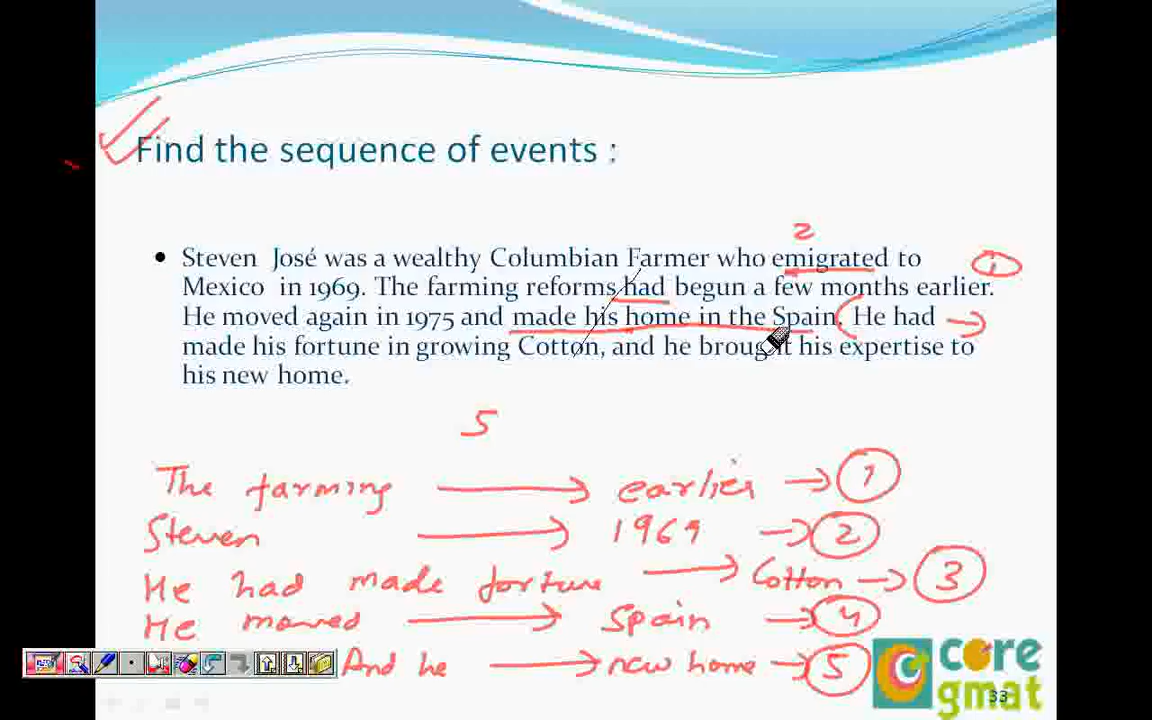 Find the sequence of events :
2
• Steven José was a wealthy Columbian Farmer who emigrated to
1
Mexico in 1969. The farming reforms had begun a few months earlier.
He moved again in 1975 and made his home in the Spain. He had
made his fortune in growing Cotton, and he brought his expertise to
his new home.
5
The farming → earlier → 1
Steven → 1969 → 2
He had made fortune → Cotton → 3
He moved → Spain → 4
And he → new home → 5
core
gmat
33